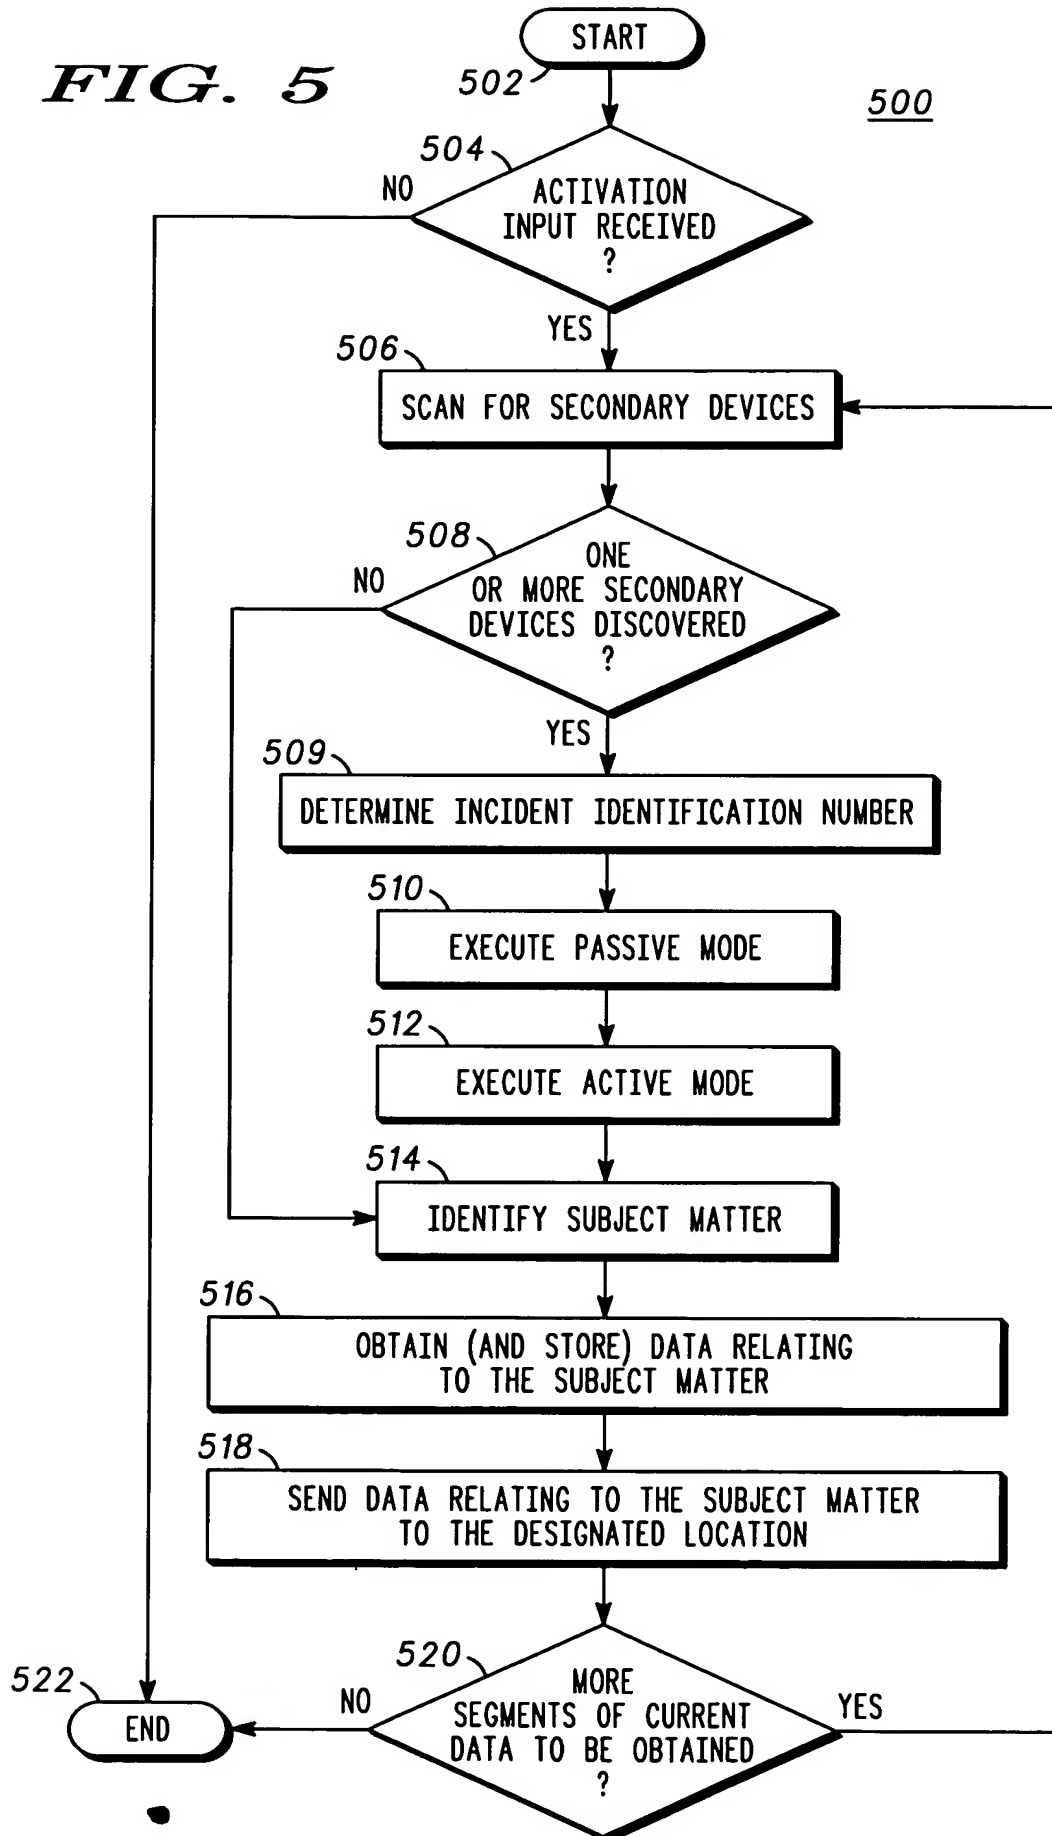 FIG. 5
START
502
500
504
NO
ACTIVATION
INPUT RECEIVED
?
YES
506
SCAN FOR SECONDARY DEVICES
508
NO
ONE
OR MORE SECONDARY
DEVICES DISCOVERED
?
YES
509
DETERMINE INCIDENT IDENTIFICATION NUMBER
510
EXECUTE PASSIVE MODE
512
EXECUTE ACTIVE MODE
514
IDENTIFY SUBJECT MATTER
516
OBTAIN (AND STORE) DATA RELATING
TO THE SUBJECT MATTER
518
SEND DATA RELATING TO THE SUBJECT MATTER
TO THE DESIGNATED LOCATION
520
MORE
SEGMENTS OF CURRENT
DATA TO BE OBTAINED
?
NO
YES
522
END